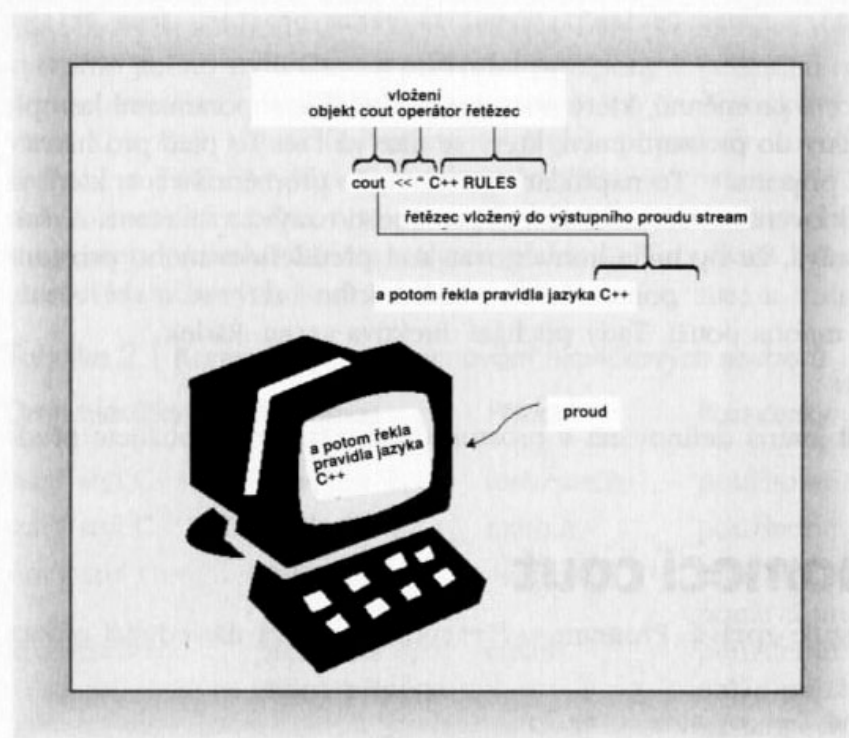 vložení
objekt cout operátor řetězec
cout << " C++ RULES
řetězec vložený do výstupního proudu stream
a potom řekla pravidla jazyka C++
proud
a potom řekla
pravidla jazyka
C++